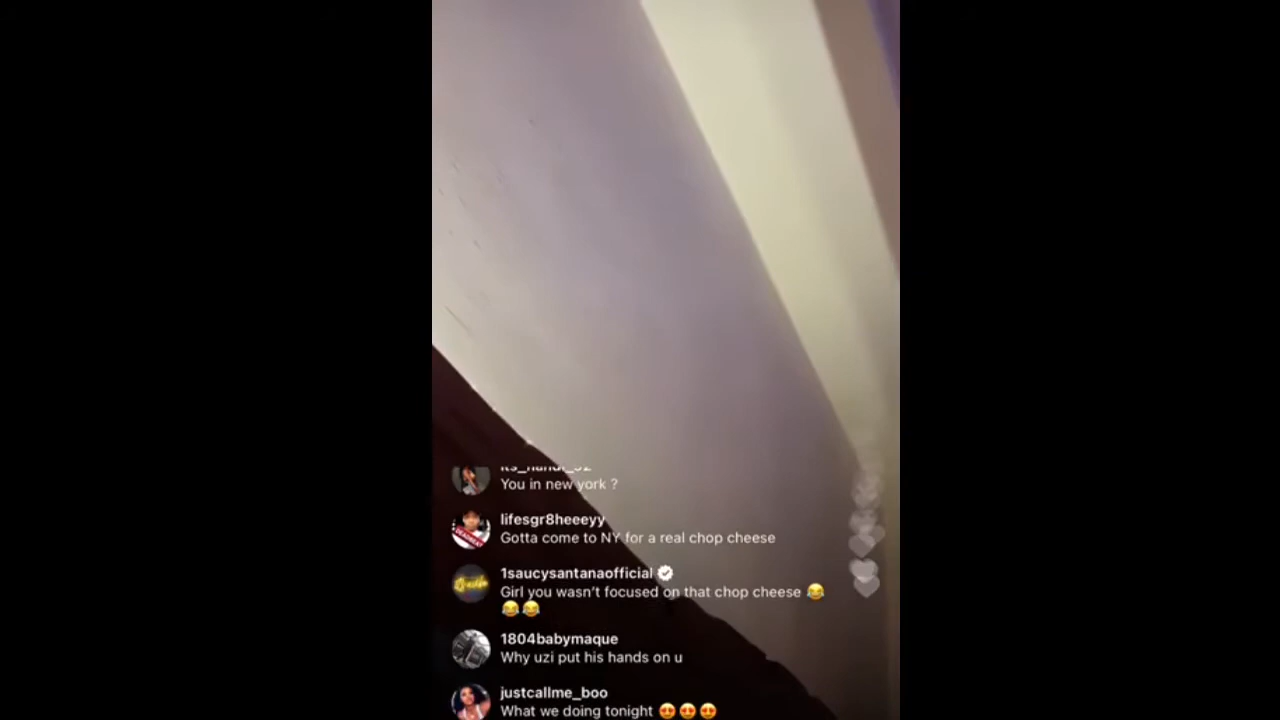 You in new york ?
lifesgr8heeeyy
Gotta come to NY for a real chop cheese
1saucysantanaofficial
Girl you wasn't focused on that chop cheese 😂
😂😂
1804babymaque
Why uzi put his hands on u
justcallme_boo
What we doing tonight 😍😍😍